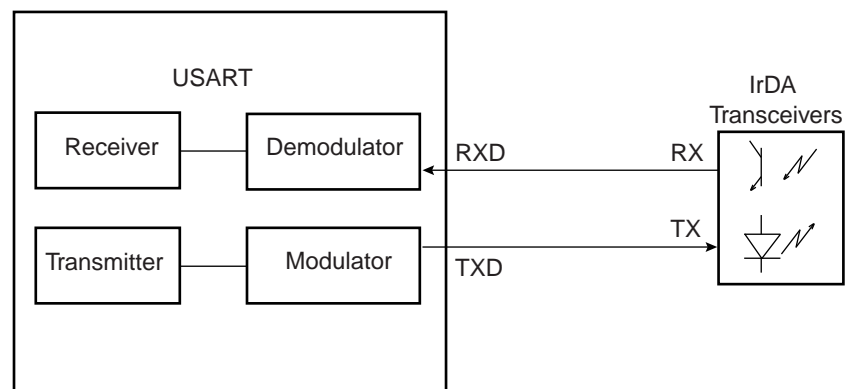 USART
IrDA
Transceivers
Receiver
Demodulator
RXD
RX
Transmitter
Modulator
TX
TXD